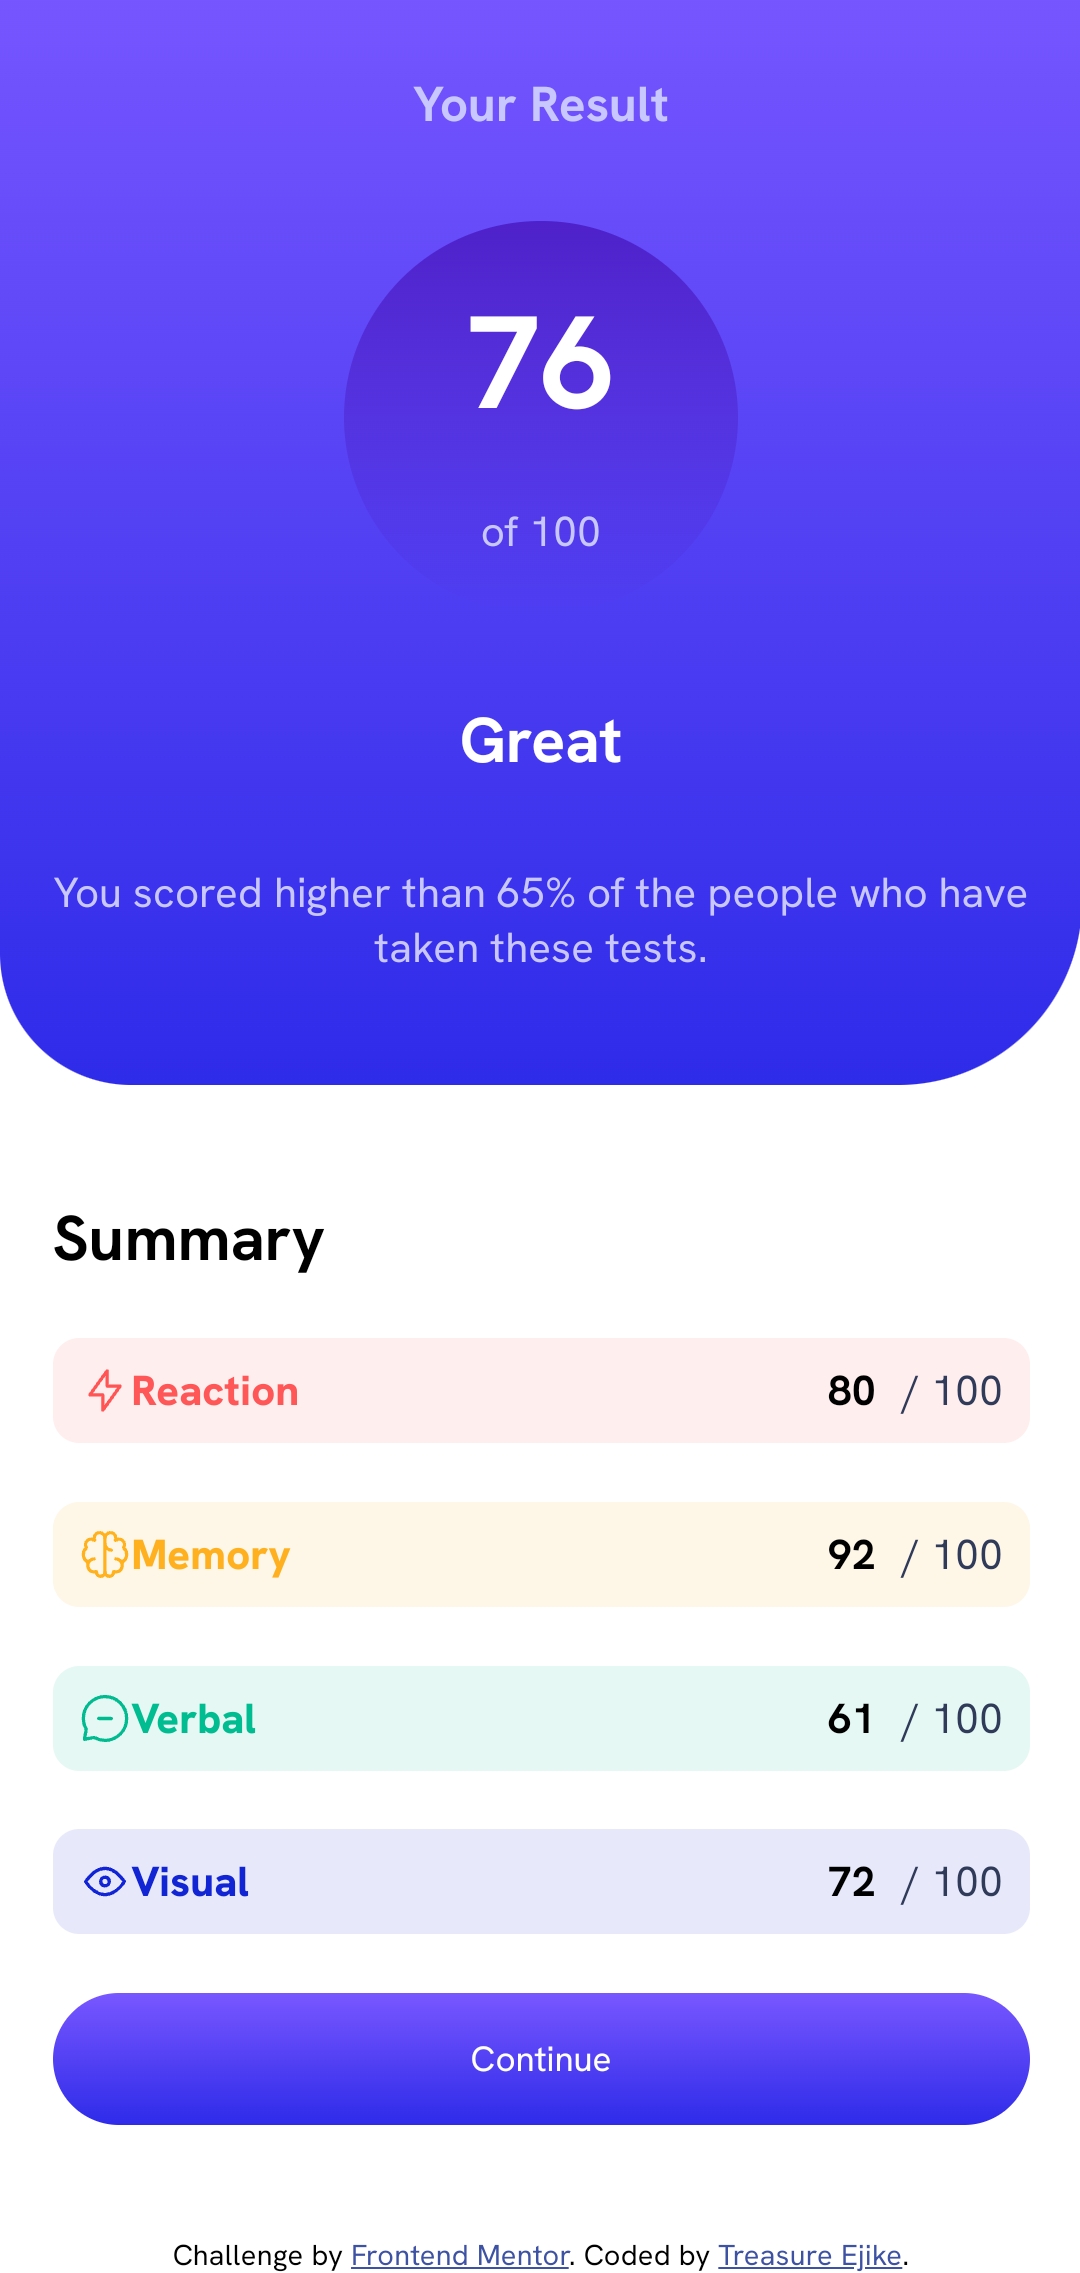 Your Result
76
of 100
Great
You scored higher than 65% of the people who have
taken these tests.
Summary
Reaction 80 / 100
Memory 92 / 100
Verbal 61 / 100
Visual 72 / 100
Continue
Challenge by Frontend Mentor. Coded by Treasure Ejike.